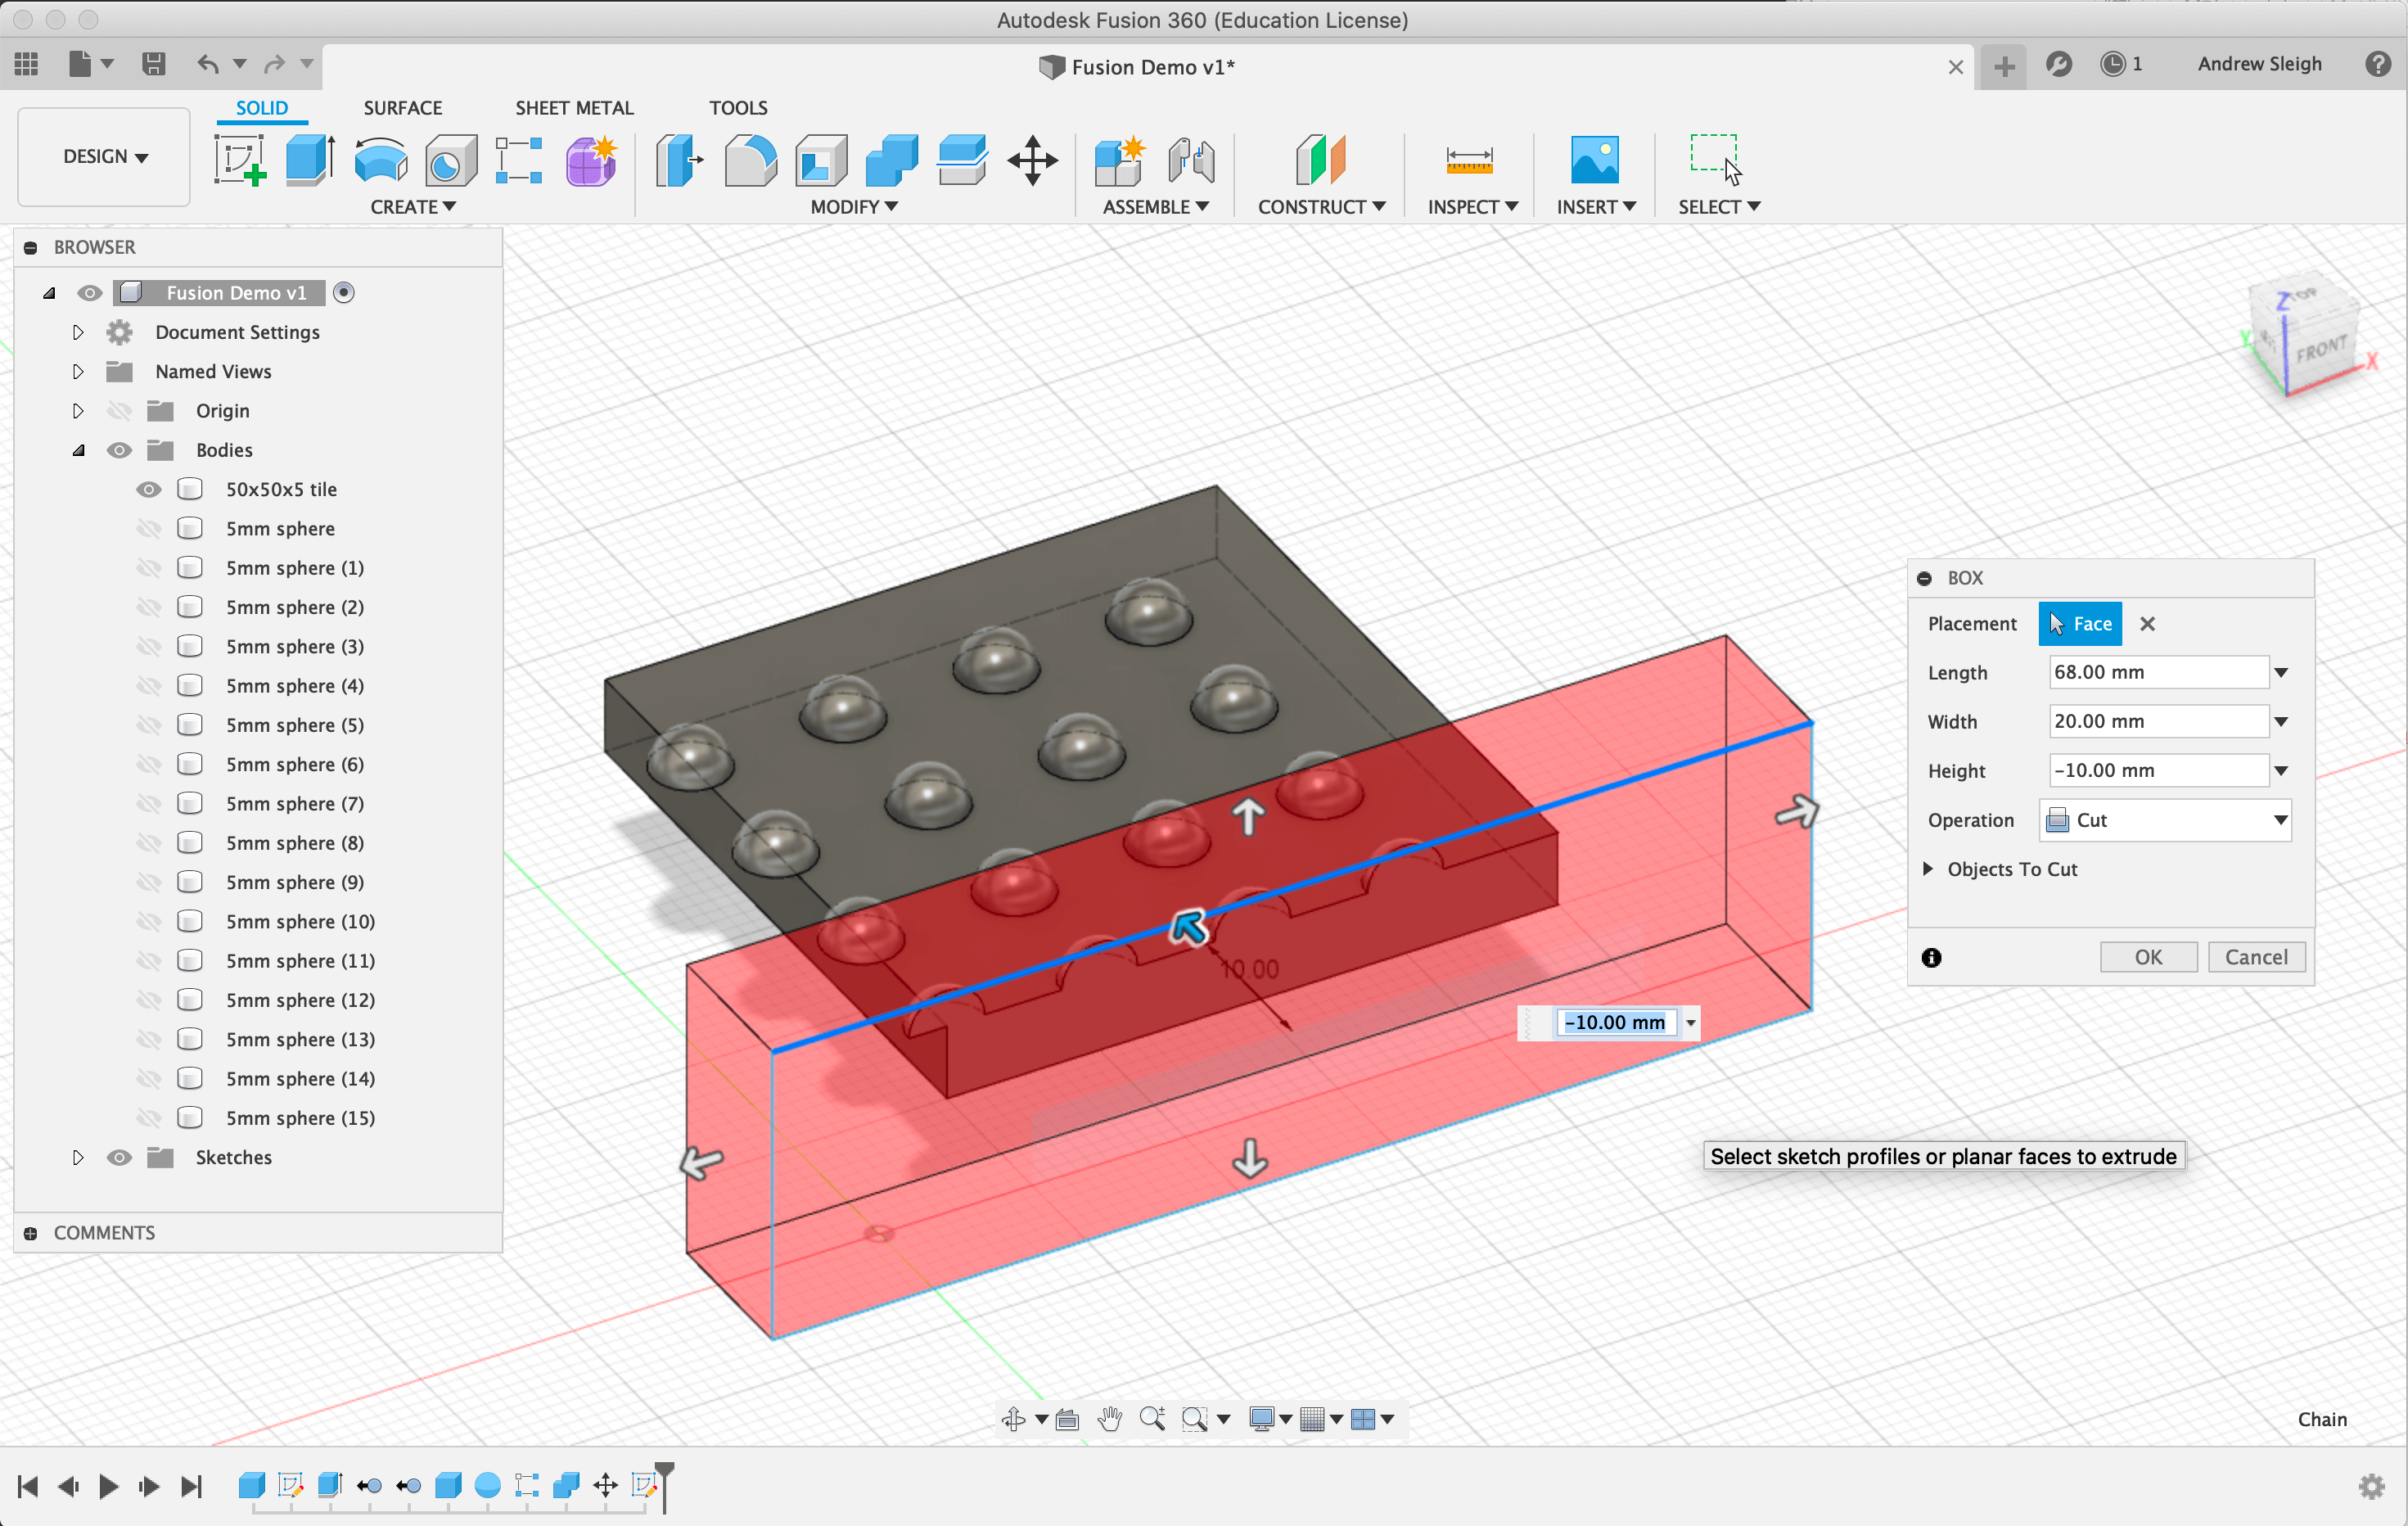 Autodesk Fusion 360 (Education License)
Fusion Demo v1*
1
Andrew Sleigh
SOLID
SURFACE
SHEET METAL
TOOLS
DESIGN
CREATE
MODIFY
ASSEMBLE
CONSTRUCT
INSPECT
INSERT
SELECT
BROWSER
Fusion Demo v1
Document Settings
Named Views
Origin
Bodies
50x50x5 tile
5mm sphere
5mm sphere (1)
5mm sphere (2)
5mm sphere (3)
5mm sphere (4)
5mm sphere (5)
5mm sphere (6)
5mm sphere (7)
5mm sphere (8)
5mm sphere (9)
5mm sphere (10)
5mm sphere (11)
5mm sphere (12)
5mm sphere (13)
5mm sphere (14)
5mm sphere (15)
Sketches
COMMENTS
Z
TOP
Y
FRONT
X
10.00
-10.00 mm
BOX
Placement Face
Length 68.00 mm
Width 20.00 mm
Height -10.00 mm
Operation Cut
Objects To Cut
OK Cancel
Select sketch profiles or planar faces to extrude
Chain